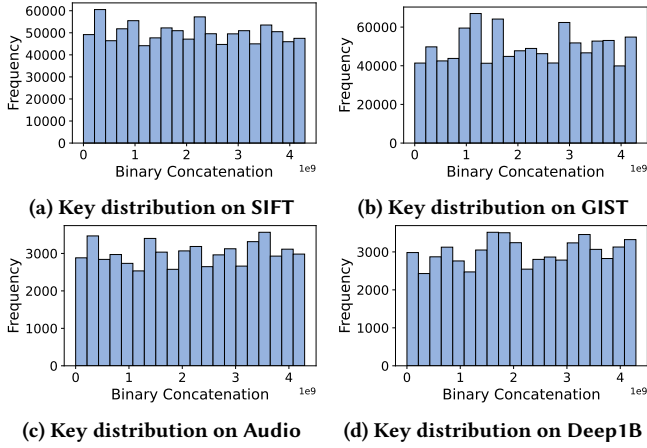 60000
50000
40000
30000
20000
10000
0
Frequency
0 1 2 3 4
1e9
Binary Concatenation
(a) Key distribution on SIFT
60000
40000
20000
0
Frequency
0 1 2 3 4
1e9
Binary Concatenation
(b) Key distribution on GIST
3000
2000
1000
0
Frequency
0 1 2 3 4
1e9
Binary Concatenation
(c) Key distribution on Audio
3000
2000
1000
0
Frequency
0 1 2 3 4
1e9
Binary Concatenation
(d) Key distribution on Deep1B